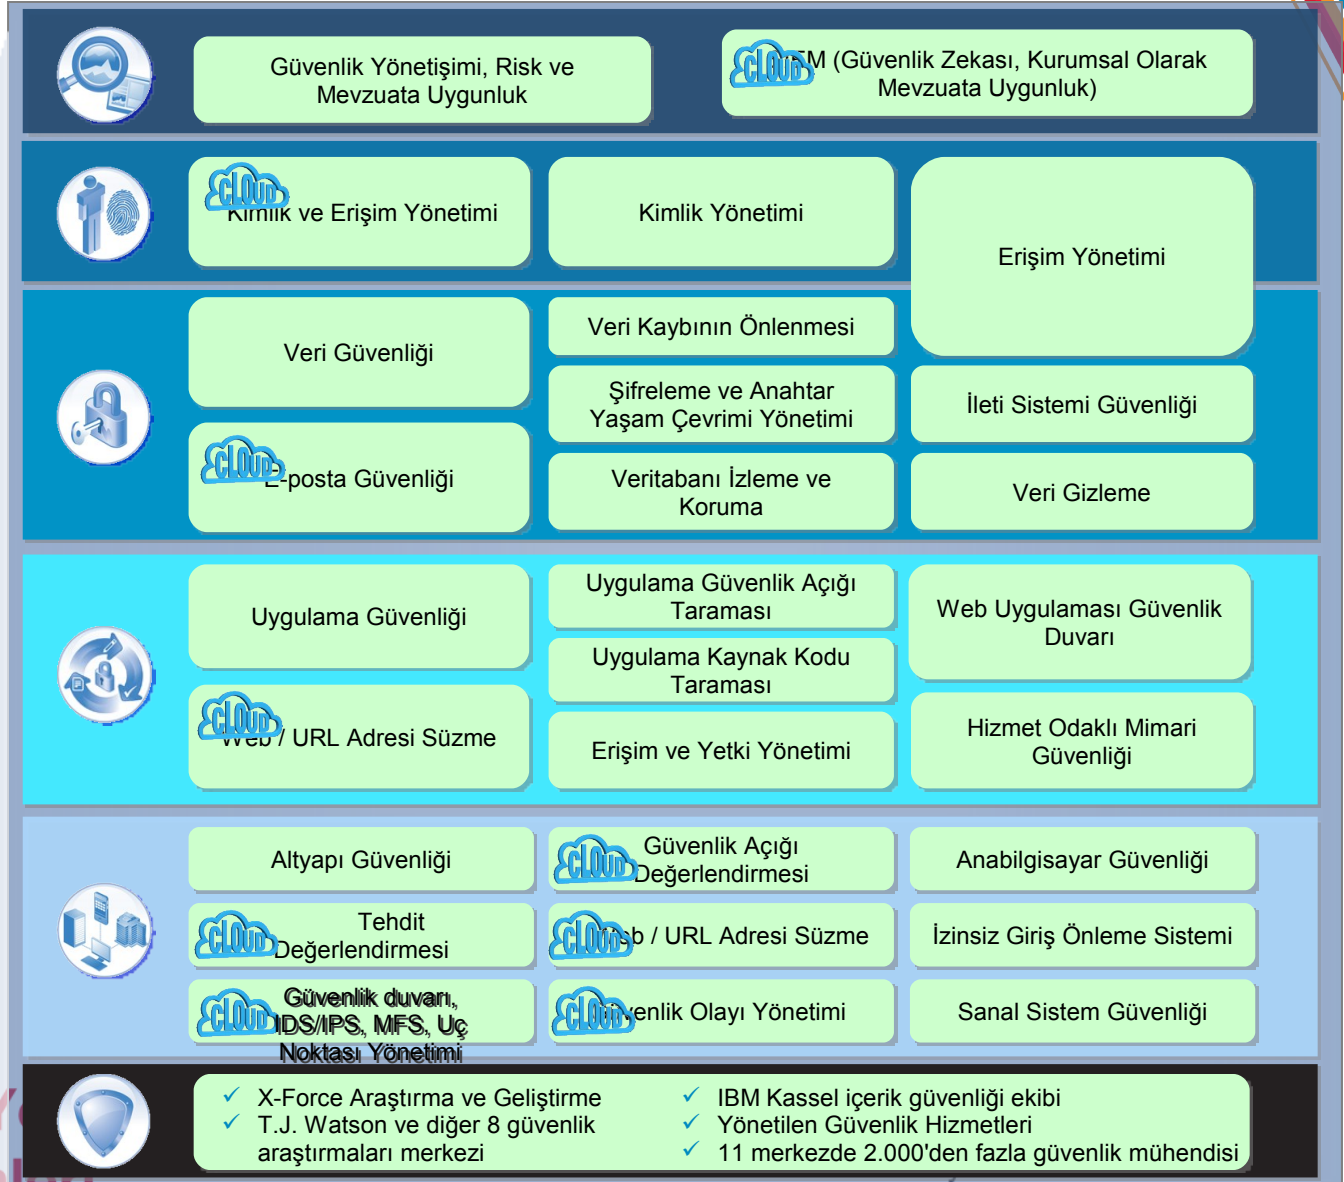 Güvenlik Yönetişimi, Risk ve
Mevzuata Uygunluk
CLOUD
(Güvenlik Zekası, Kurumsal Olarak
Mevzuata Uygunluk)
CLOUD
Kimlik ve Erişim Yönetimi
Kimlik Yönetimi
Erişim Yönetimi
Veri Güvenliği
Veri Kaybının Önlenmesi
Şifreleme ve Anahtar
Yaşam Çevrimi Yönetimi
İleti Sistemi Güvenliği
CLOUD
E-posta Güvenliği
Veritabanı İzleme ve
Koruma
Veri Gizleme
Uygulama Güvenliği
Uygulama Güvenlik Açığı
Taraması
Web Uygulaması Güvenlik
Duvarı
Uygulama Kaynak Kodu
Taraması
CLOUD
Web / URL Adresi Süzme
Erişim ve Yetki Yönetimi
Hizmet Odaklı Mimari
Güvenliği
Altyapı Güvenliği
CLOUD
Güvenlik Açığı
Değerlendirmesi
Anabilgisayar Güvenliği
CLOUD
Tehdit
Değerlendirmesi
CLOUD
Web / URL Adresi Süzme
İzinsiz Giriş Önleme Sistemi
CLOUD
Güvenlik duvarı,
IDS/IPS, MFS, Uç
Noktası Yönetimi
CLOUD
Güvenlik Olayı Yönetimi
Sanal Sistem Güvenliği
✓ X-Force Araştırma ve Geliştirme
✓ T.J. Watson ve diğer 8 güvenlik
araştırmaları merkezi
✓ IBM Kassel içerik güvenliği ekibi
✓ Yönetilen Güvenlik Hizmetleri
✓ 11 merkezde 2.000'den fazla güvenlik mühendisi